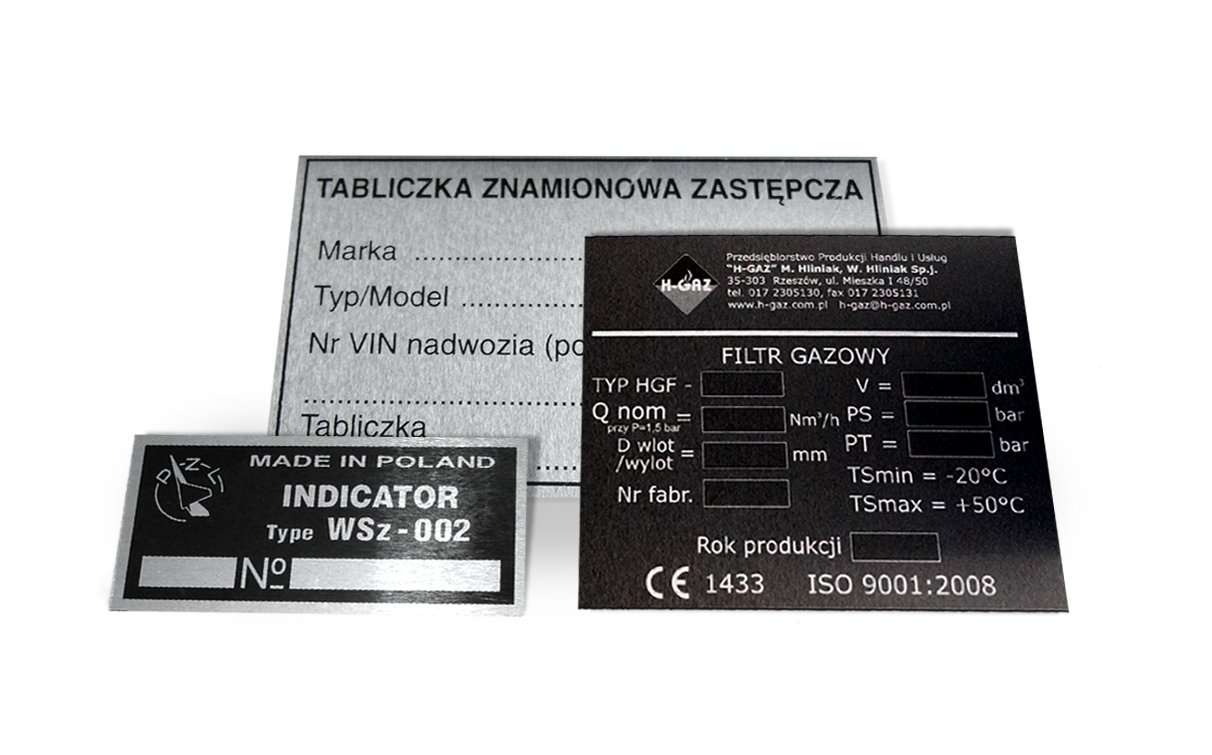 TABLICZKA ZNAMIONOWA ZASTĘPCZA
Marka ........................
Typ/Model ................
Nr VIN nadwozia (po
........................................
Tabliczka
H-GAZ
Przedsiębiorstwo Produkcji Handlu i Usług
"H-GAZ" M. Hliniak, W. Hliniak Sp.j.
35-303 Rzeszów, ul. Mieszka I 48/50
tel. 017 2305130, fax 017 2305131
www.h-gaz.com.pl h-gaz@h-gaz.com.pl
FILTR GAZOWY
TYP HGF -
Q nom =
przy P=1,5 bar
Nm³/h
D wlot
/wylot =
mm
Nr fabr.
V = dm³
PS = bar
PT = bar
TSmin = -20°C
TSmax = +50°C
Rok produkcji
CE 1433 ISO 9001:2008
PZL
MADE IN POLAND
INDICATOR
Type WSz-002
Nº